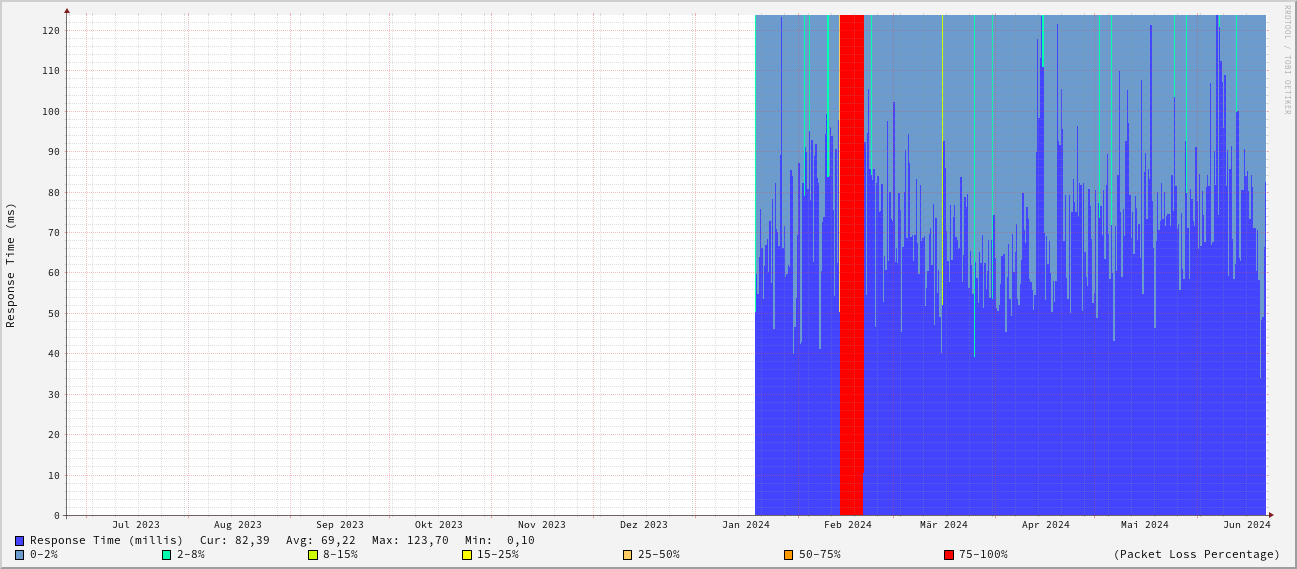 RRDTOOL / TOBI OETIKER
Response Time (ms)
120
110
100
90
80
70
60
50
40
30
20
10
0
Jul 2023 Aug 2023 Sep 2023 Okt 2023 Nov 2023 Dez 2023 Jan 2024 Feb 2024 Mär 2024 Apr 2024 Mai 2024 Jun 2024
Response Time (millis) Cur: 82,39 Avg: 69,22 Max: 123,70 Min: 0,10
0-2% 2-8% 8-15% 15-25% 25-50% 50-75% 75-100% (Packet Loss Percentage)